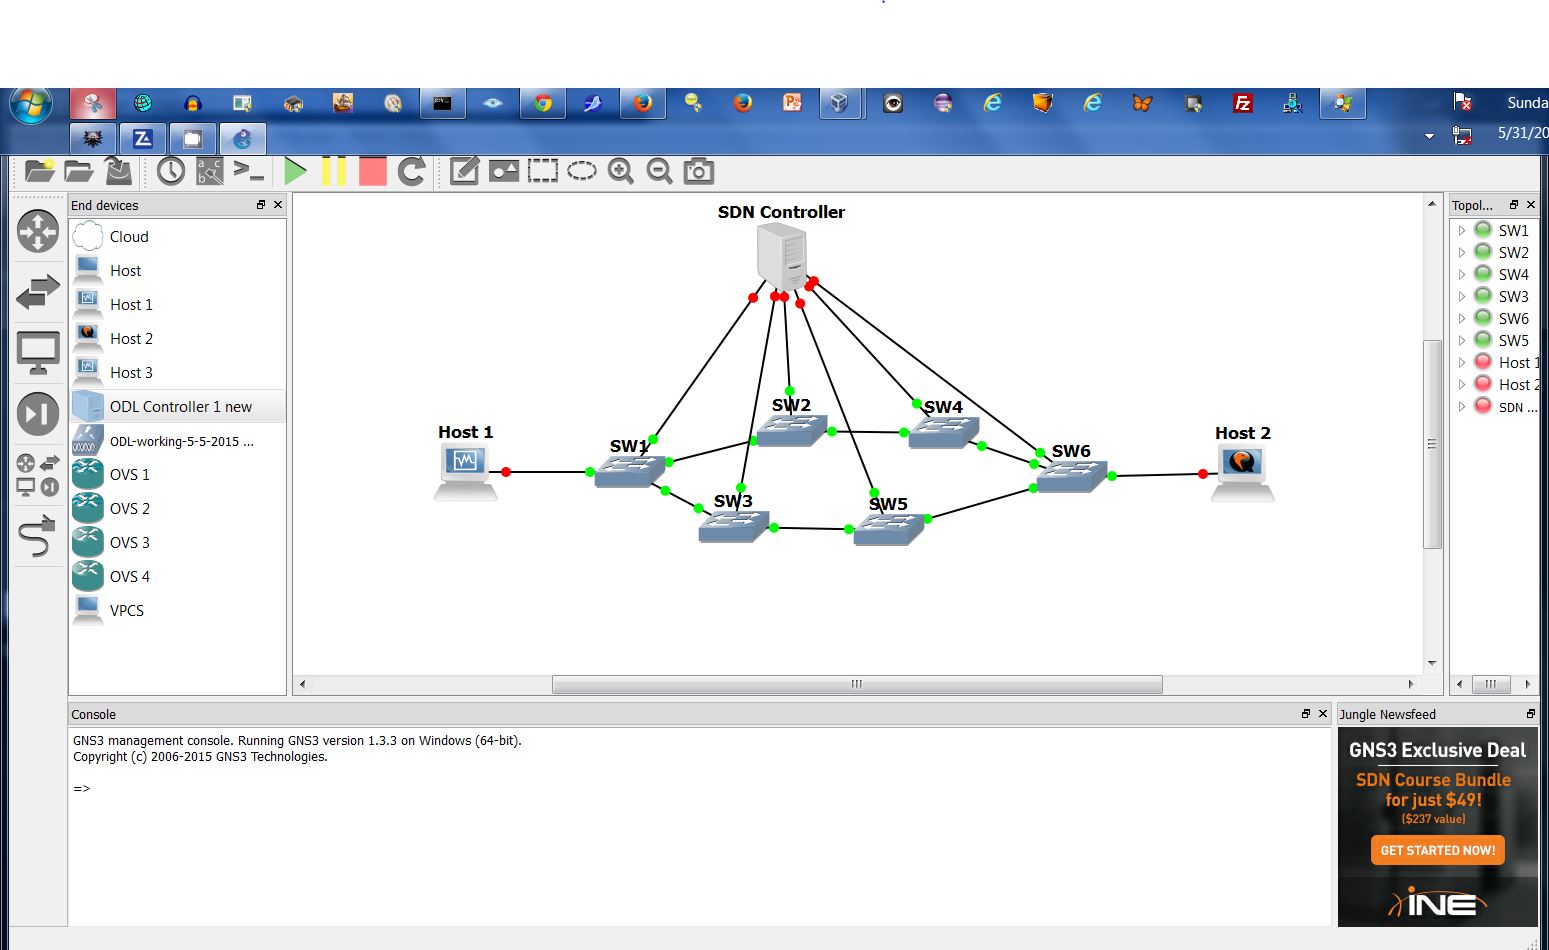 Sunda
5/31/20
End devices
Cloud
Host
Host 1
Host 2
Host 3
ODL Controller 1 new
ODL-working-5-5-2015 ...
OVS 1
OVS 2
OVS 3
OVS 4
VPCS
SDN Controller
SW2
SW4
Host 1
SW1
SW6
Host 2
SW3
SW5
Topol...
SW1
SW2
SW4
SW3
SW6
SW5
Host 1
Host 2
SDN ...
Console
GNS3 management console. Running GNS3 version 1.3.3 on Windows (64-bit).
Copyright (c) 2006-2015 GNS3 Technologies.
=>
Jungle Newsfeed
GNS3 Exclusive Deal
SDN Course Bundle
for just $49!
($237 value)
GET STARTED NOW!
INE